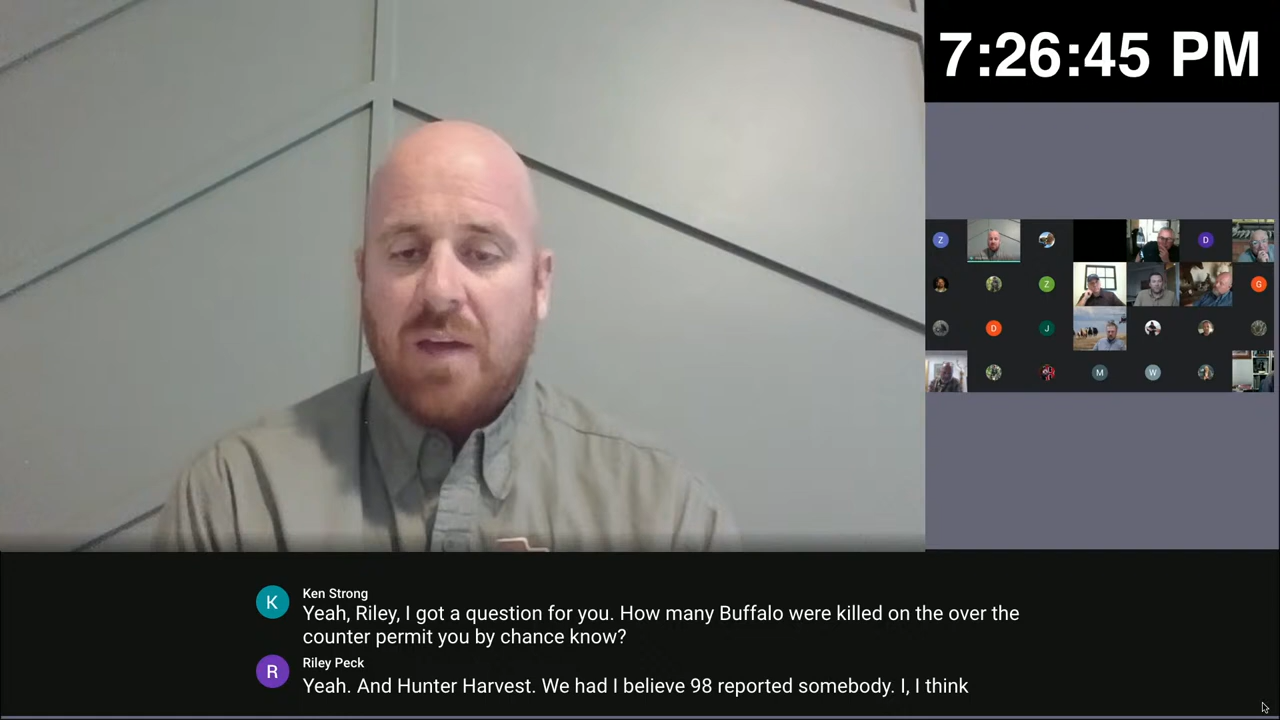 7:26:45 PM
Z
D
Z
G
D
J
M
W
K
Ken Strong
Yeah, Riley, I got a question for you. How many Buffalo were killed on the over the
counter permit you by chance know?
R
Riley Peck
Yeah. And Hunter Harvest. We had I believe 98 reported somebody. I, I think